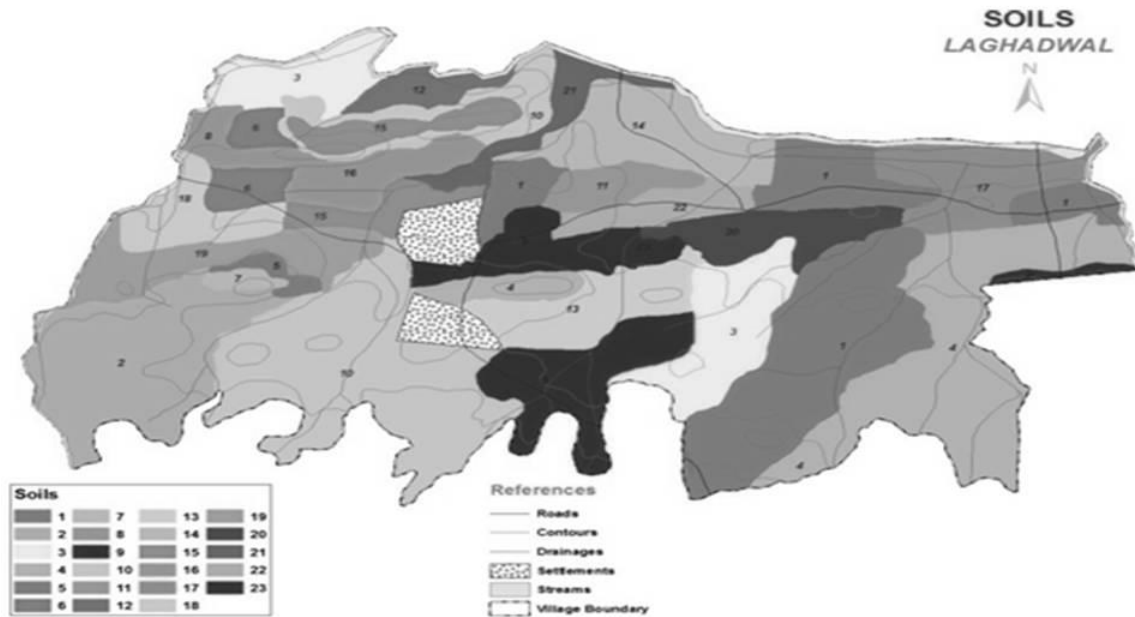 SOILS
LAGHADWAL
N
3
12
21
8
6
15
10
14
16
6
1
11
1
17
1
18
15
22
19
20
5
7
4
13
3
1
4
2
10
4
Soils
1 7 13 19
2 8 14 20
3 9 15 21
4 10 16 22
5 11 17 23
6 12 18
References
Roads
Contours
Drainages
Settlements
Streams
Village Boundary